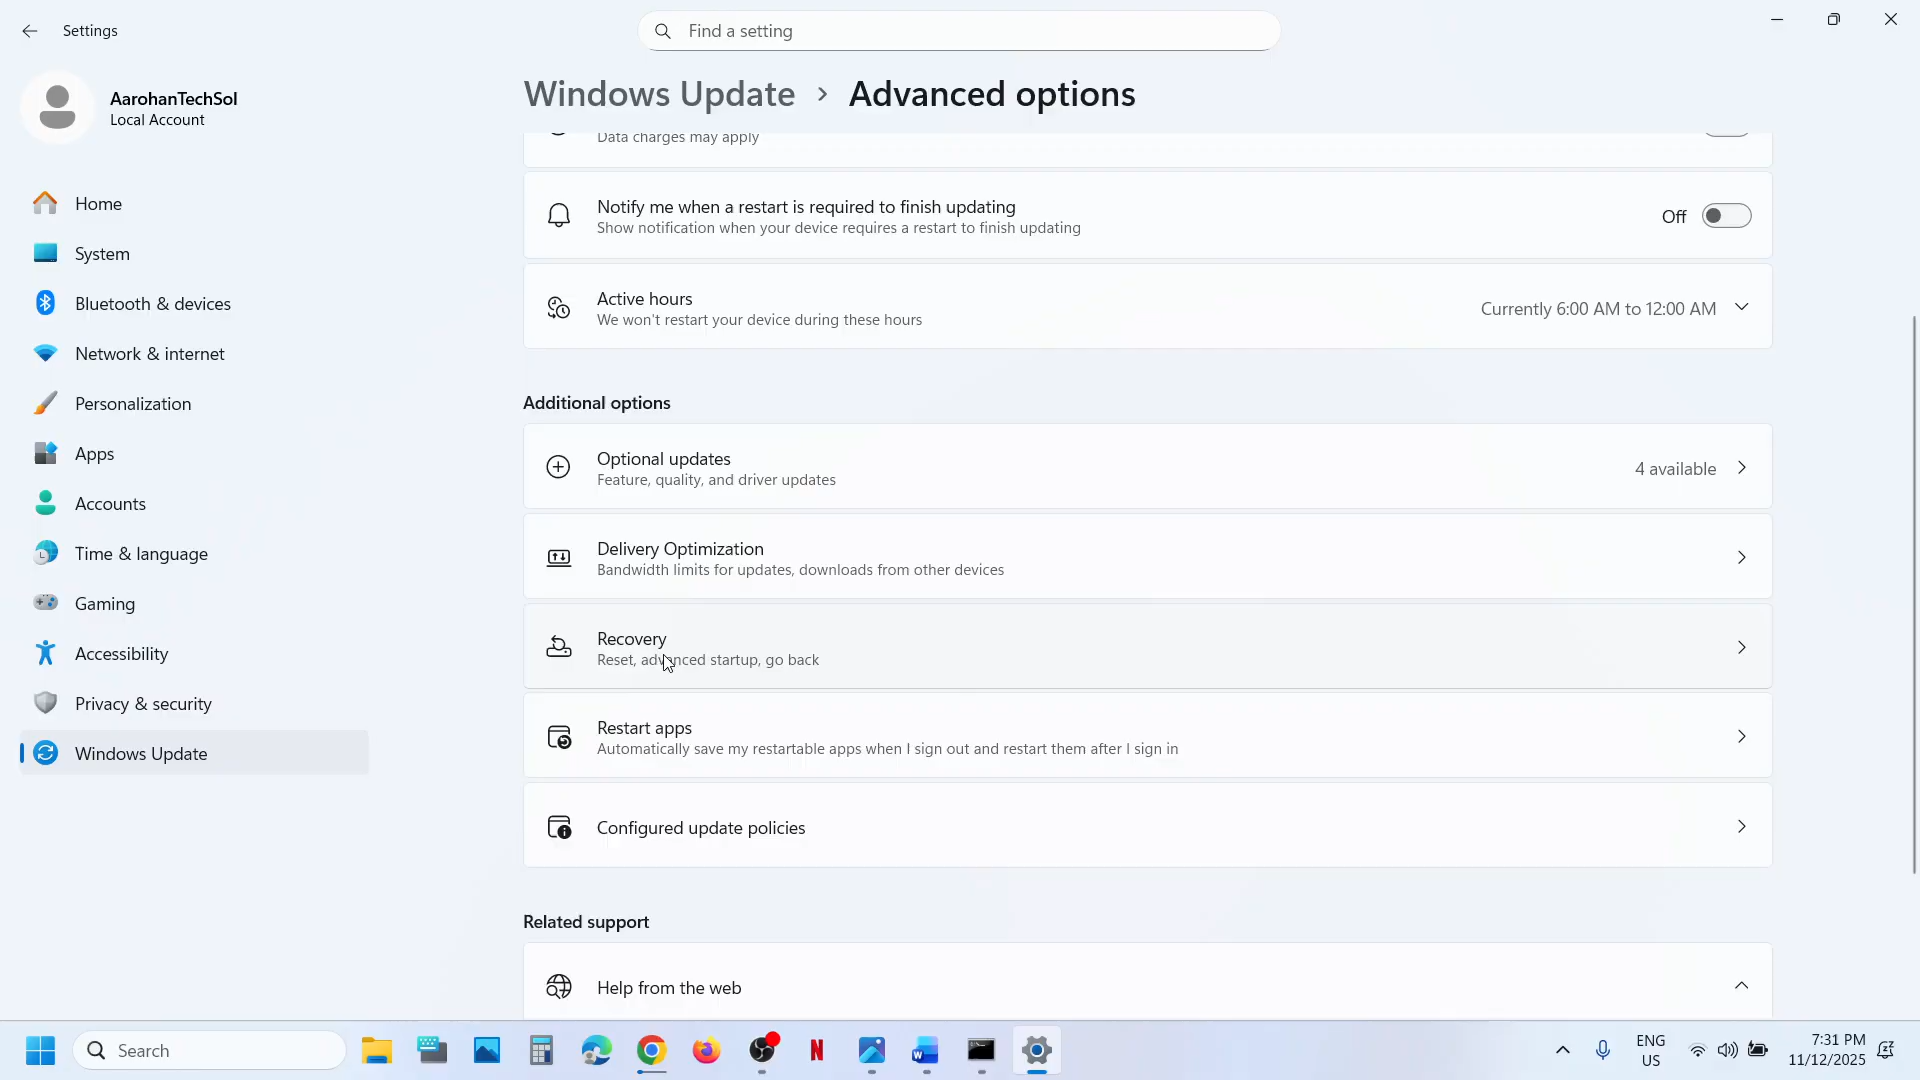 Settings
Find a setting
AarohanTechSol
Local Account
Home
System
Bluetooth & devices
Network & internet
Personalization
Apps
Accounts
Time & language
Gaming
Accessibility
Privacy & security
Windows Update
Windows Update > Advanced options
Data charges may apply
Notify me when a restart is required to finish updating
Show notification when your device requires a restart to finish updating
Off
Active hours
We won't restart your device during these hours
Currently 6:00 AM to 12:00 AM
Additional options
Optional updates
Feature, quality, and driver updates
4 available
Delivery Optimization
Bandwidth limits for updates, downloads from other devices
Recovery
Reset, advanced startup, go back
Restart apps
Automatically save my restartable apps when I sign out and restart them after I sign in
Configured update policies
Related support
Help from the web
Search
ENG
US
7:31 PM
11/12/2025